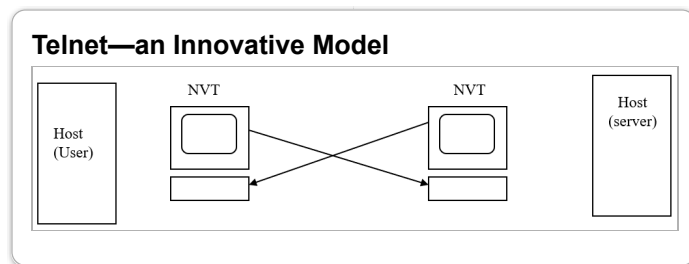 Telnet—an Innovative Model
NVT
NVT
Host
(User)
Host
(server)